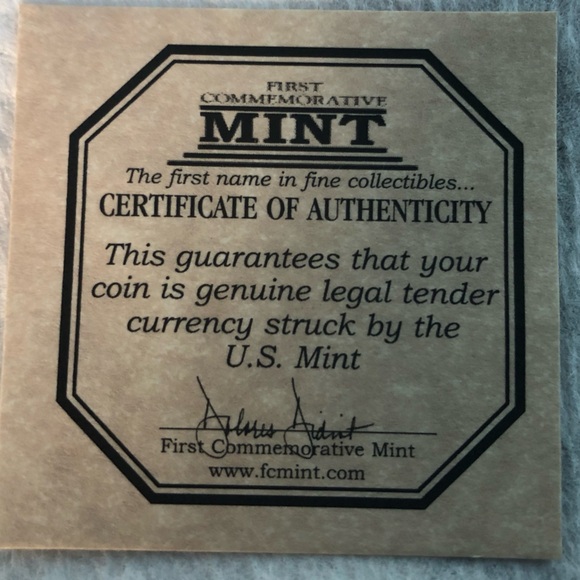 FIRST
COMMEMORATIVE
MINT
The first name in fine collectibles...
CERTIFICATE OF AUTHENTICITY
This guarantees that your
coin is genuine legal tender
currency struck by the
U.S. Mint
First Commemorative Mint
www.fcmint.com